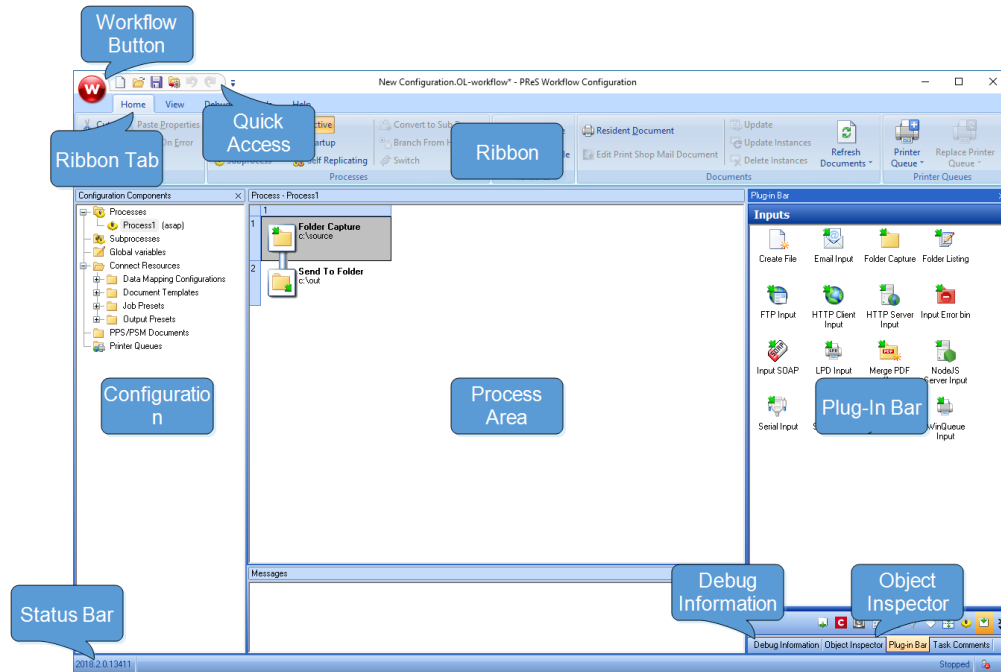 Workflow
Button
New Configuration.OL-workflow* - PReS Workflow Configuration
Home View Help
Quick
Access
Ribbon Tab
Ribbon
Paste Properties
On Error
Subprocess
Self Replicating
Convert to Sub
Branch From
Switch
Processes
Resident Document
Edit Print Shop Mail Document
Update
Update Instances
Delete Instances
Refresh
Documents
Documents
Printer
Queue
Replace Printer
Queue
Printer Queues
Configuration Components
Processes
Process1 (asap)
Subprocesses
Global variables
Connect Resources
Data Mapping Configurations
Document Templates
Job Presets
Output Presets
PPS/PSM Documents
Printer Queues
Configuratio
n
Process - Process1
1
1
Folder Capture
c:\source
2
Send To Folder
c:\out
Process
Area
Messages
Plug-in Bar
Inputs
Create File Email Input Folder Capture Folder Listing
FTP Input HTTP Client Input HTTP Server Input Input Error bin
Input SOAP LPD Input Merge PDF NodeJS Server Input
Serial Input WinQueue Input
Plug-In Bar
Debug
Information
Object
Inspector
Status Bar
Debug Information Object Inspector Plug-in Bar Task Comments
2018.2.0.13411
Stopped